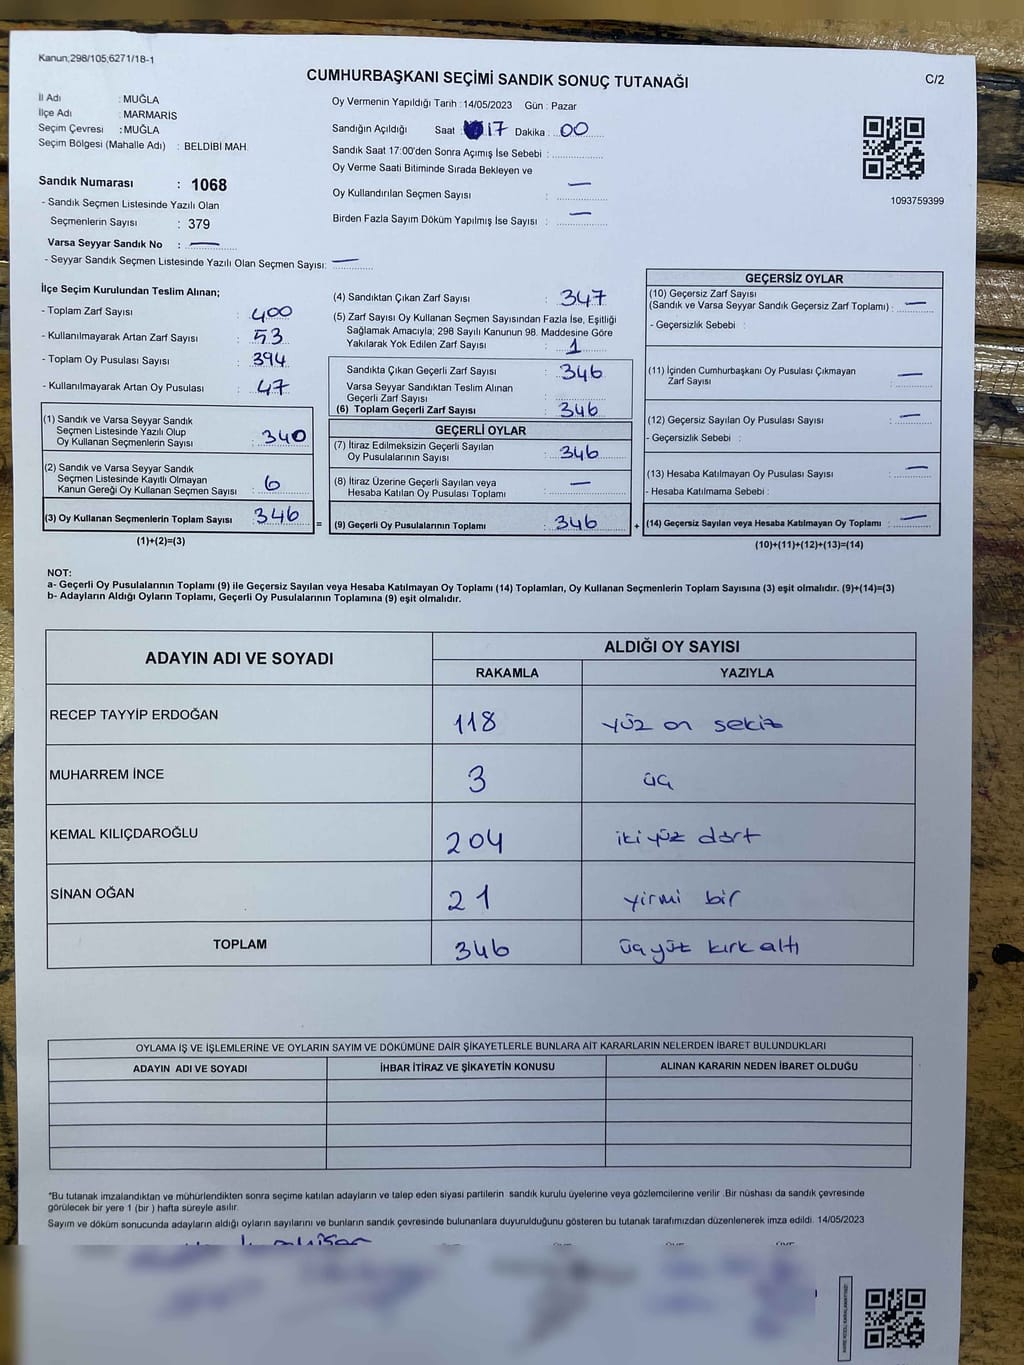 Kanun;298/105;6271/18-1
CUMHURBAŞKANI SEÇİMİ SANDIK SONUÇ TUTANAĞI
C/2
İl Adı : MUĞLA
İlçe Adı : MARMARİS
Seçim Çevresi : MUĞLA
Seçim Bölgesi (Mahalle Adı) : BELDİBİ MAH.
Sandık Numarası : 1068
- Sandık Seçmen Listesinde Yazılı Olan
Seçmenlerin Sayısı : 379
Varsa Seyyar Sandık No : —
- Seyyar Sandık Seçmen Listesinde Yazılı Olan Seçmen Sayısı: —
Oy Vermenin Yapıldığı Tarih : 14/05/2023 Gün : Pazar
Sandığın Açıldığı Saat : 17 Dakika : 00
Sandık Saat 17:00'den Sonra Açımış İse Sebebi :
Oy Verme Saati Bitiminde Sırada Bekleyen ve
Oy Kullandırılan Seçmen Sayısı : —
Birden Fazla Sayım Döküm Yapılmış İse Sayısı : —
1093759399
İlçe Seçim Kurulundan Teslim Alınan;
- Toplam Zarf Sayısı : 400
- Kullanılmayarak Artan Zarf Sayısı : 53
- Toplam Oy Pusulası Sayısı : 394
- Kullanılmayarak Artan Oy Pusulası : 47
(1) Sandık ve Varsa Seyyar Sandık
Seçmen Listesinde Yazılı Olup
Oy Kullanan Seçmenlerin Sayısı : 340
(2) Sandık ve Varsa Seyyar Sandık
Seçmen Listesinde Kayıtlı Olmayan
Kanun Gereği Oy Kullanan Seçmen Sayısı : 6
(3) Oy Kullanan Seçmenlerin Toplam Sayısı : 346
(1)+(2)=(3)
(4) Sandıktan Çıkan Zarf Sayısı : 347
(5) Zarf Sayısı Oy Kullanan Seçmen Sayısından Fazla İse, Eşitliği
Sağlamak Amacıyla; 298 Sayılı Kanunun 98. Maddesine Göre
Yakılarak Yok Edilen Zarf Sayısı : 1
Sandıkta Çıkan Geçerli Zarf Sayısı : 346
Varsa Seyyar Sandıktan Teslim Alınan
Geçerli Zarf Sayısı :
(6) Toplam Geçerli Zarf Sayısı : 346
GEÇERLİ OYLAR
(7) İtiraz Edilmeksizin Geçerli Sayılan
Oy Pusulalarının Sayısı : 346
(8) İtiraz Üzerine Geçerli Sayılan veya
Hesaba Katılan Oy Pusulası Toplamı : —
= (9) Geçerli Oy Pusulalarının Toplamı : 346
GEÇERSİZ OYLAR
(10) Geçersiz Zarf Sayısı
(Sandık ve Varsa Seyyar Sandık Geçersiz Zarf Toplamı) : —
- Geçersizlik Sebebi :
(11) İçinden Cumhurbaşkanı Oy Pusulası Çıkmayan
Zarf Sayısı : —
(12) Geçersiz Sayılan Oy Pusulası Sayısı : —
- Geçersizlik Sebebi :
(13) Hesaba Katılmayan Oy Pusulası Sayısı : —
- Hesaba Katılmama Sebebi :
+ (14) Geçersiz Sayılan veya Hesaba Katılmayan Oy Toplamı : —
(10)+(11)+(12)+(13)=(14)
NOT:
a- Geçerli Oy Pusulalarının Toplamı (9) ile Geçersiz Sayılan veya Hesaba Katılmayan Oy Toplamı (14) Toplamları, Oy Kullanan Seçmenlerin Toplam Sayısına (3) eşit olmalıdır. (9)+(14)=(3)
b- Adayların Aldığı Oyların Toplamı, Geçerli Oy Pusulalarının Toplamına (9) eşit olmalıdır.
ADAYIN ADI VE SOYADI
ALDIĞI OY SAYISI
RAKAMLA YAZIYLA
RECEP TAYYİP ERDOĞAN 118 yüz on sekiz
MUHARREM İNCE 3 üç
KEMAL KILIÇDAROĞLU 204 iki yüz dört
SİNAN OĞAN 21 yirmi bir
TOPLAM 346 üç yüz kırk altı
OYLAMA İŞ VE İŞLEMLERİNE VE OYLARIN SAYIM VE DÖKÜMÜNE DAİR ŞİKAYETLERLE BUNLARA AİT KARARLARIN NELERDEN İBARET BULUNDUKLARI
ADAYIN ADI VE SOYADI İHBAR İTİRAZ VE ŞİKAYETİN KONUSU ALINAN KARARIN NEDEN İBARET OLDUĞU
*Bu tutanak imzalandıktan ve mühürlendikten sonra seçime katılan adayların ve talep eden siyasi partilerin sandık kurulu üyelerine veya gözlemcilerine verilir. Bir nüshası da sandık çevresinde
görülecek bir yere 1 (bir) hafta süreyle asılır.
Sayım ve döküm sonucunda adayların aldığı oyların sayılarını ve bunların sandık çevresinde bulunanlara duyurulduğunu gösteren bu tutanak tarafımızdan düzenlenerek imza edildi. 14/05/2023